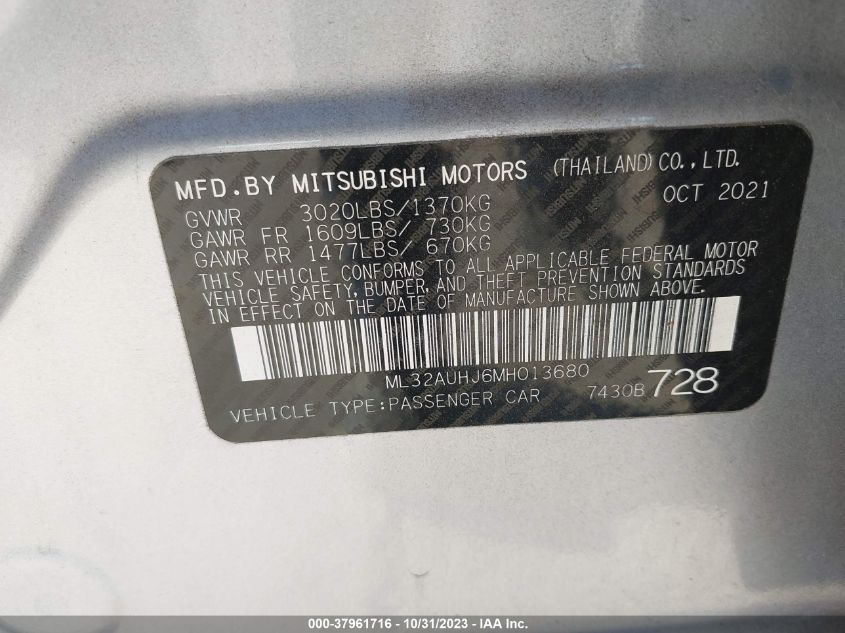 MFD.BY MITSUBISHI MOTORS (THAILAND)CO.,LTD.
GVWR 3020LBS/1370KG OCT 2021
GAWR FR 1609LBS/ 730KG
GAWR RR 1477LBS/ 670KG
THIS VEHICLE CONFORMS TO ALL APPLICABLE FEDERAL MOTOR
VEHICLE SAFETY, BUMPER, AND THEFT PREVENTION STANDARDS
IN EFFECT ON THE DATE OF MANUFACTURE SHOWN ABOVE.
ML32AUHJ6MH013680
VEHICLE TYPE:PASSENGER CAR 7430B728
000-37961716 - 10/31/2023 - IAA Inc.